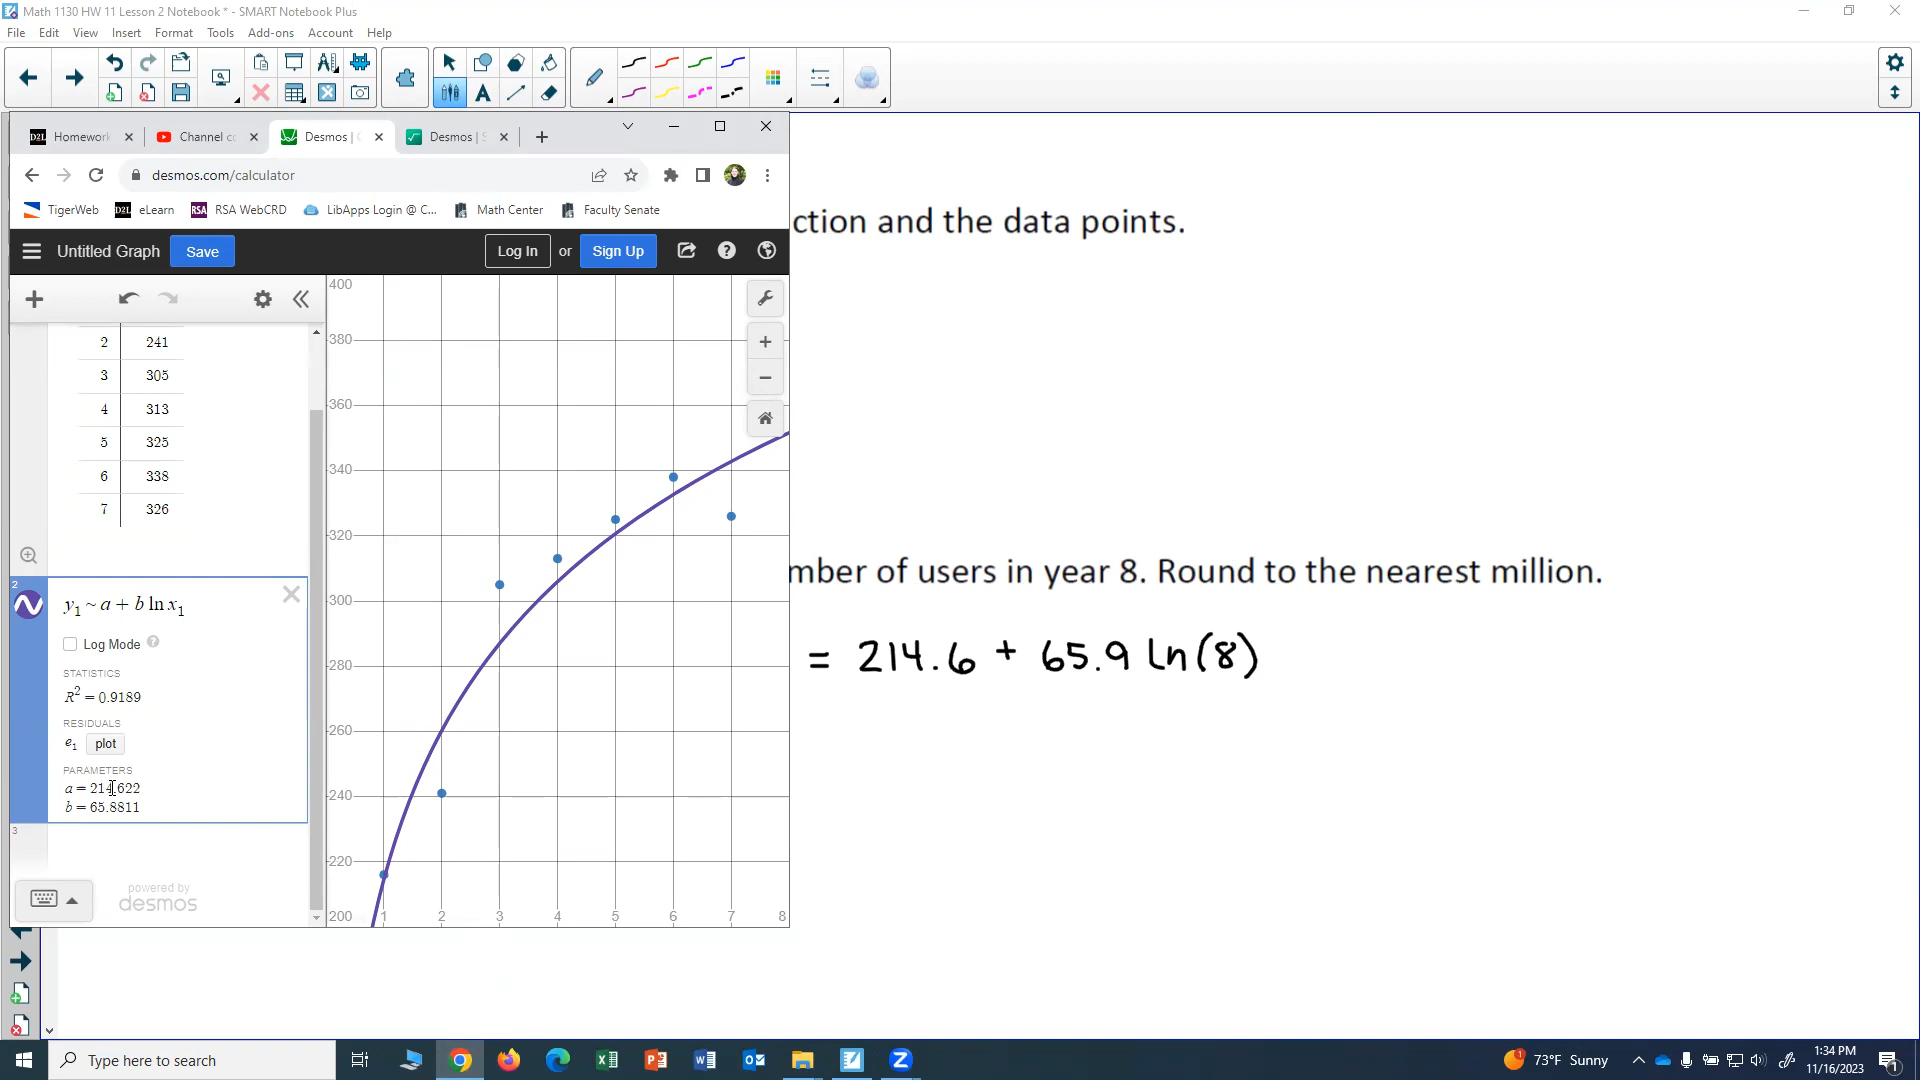 Math 1130 HW 11 Lesson 2 Notebook * - SMART Notebook Plus
File Edit View Insert Format Tools Add-ons Account Help
Homework Channel co Desmos | Desmos | S
desmos.com/calculator
TigerWeb D2L eLearn RSA RSA WebCRD LibApps Login @ C... Math Center Faculty Senate
Untitled Graph Save Log In or Sign Up
2 241
3 305
4 313
5 325
6 338
7 326
2
y₁ ~ a + b ln x₁
Log Mode ?
STATISTICS
R² = 0.9189
RESIDUALS
e₁ plot
PARAMETERS
a = 214.622
b = 65.8811
3
powered by
desmos
400
380
360
340
320
300
280
260
240
220
200 1 2 3 4 5 6 7 8
ction and the data points.
mber of users in year 8. Round to the nearest million.
= 214.6 + 65.9 ln(8)
Type here to search
73°F Sunny
1:34 PM
11/16/2023